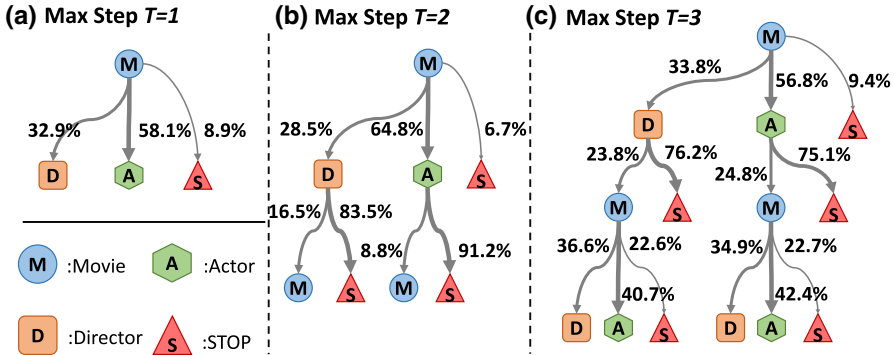 (a) Max Step T=1
M
32.9% 58.1% 8.9%
D A S
M :Movie A :Actor
D :Director S :STOP
(b) Max Step T=2
M
28.5% 64.8% 6.7%
D A S
16.5% 83.5% 8.8% 91.2%
M S M S
(c) Max Step T=3
M
33.8% 56.8% 9.4%
D A S
23.8% 76.2% 24.8% 75.1%
M S M S
36.6% 22.6% 34.9% 22.7%
40.7% 42.4%
D A S D A S